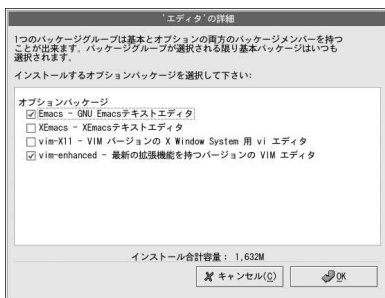 'エディタ'の詳細
1つのパッケージグループは基本とオプションの両方のパッケージメンバーを持つ
ことが出来ます。パッケージグループが選択される限り基本パッケージはいつも
選択されます。
インストールするオプションパッケージを選択して下さい:
オプションパッケージ
Emacs - GNU Emacsテキストエディタ
XEmacs - XEmacsテキストエディタ
vim-X11 - VIM バージョンの X Window System 用 vi エディタ
vim-enhanced - 最新の拡張機能を持つバージョンの VIM エディタ
インストール合計容量: 1,632M
キャンセル(C) OK